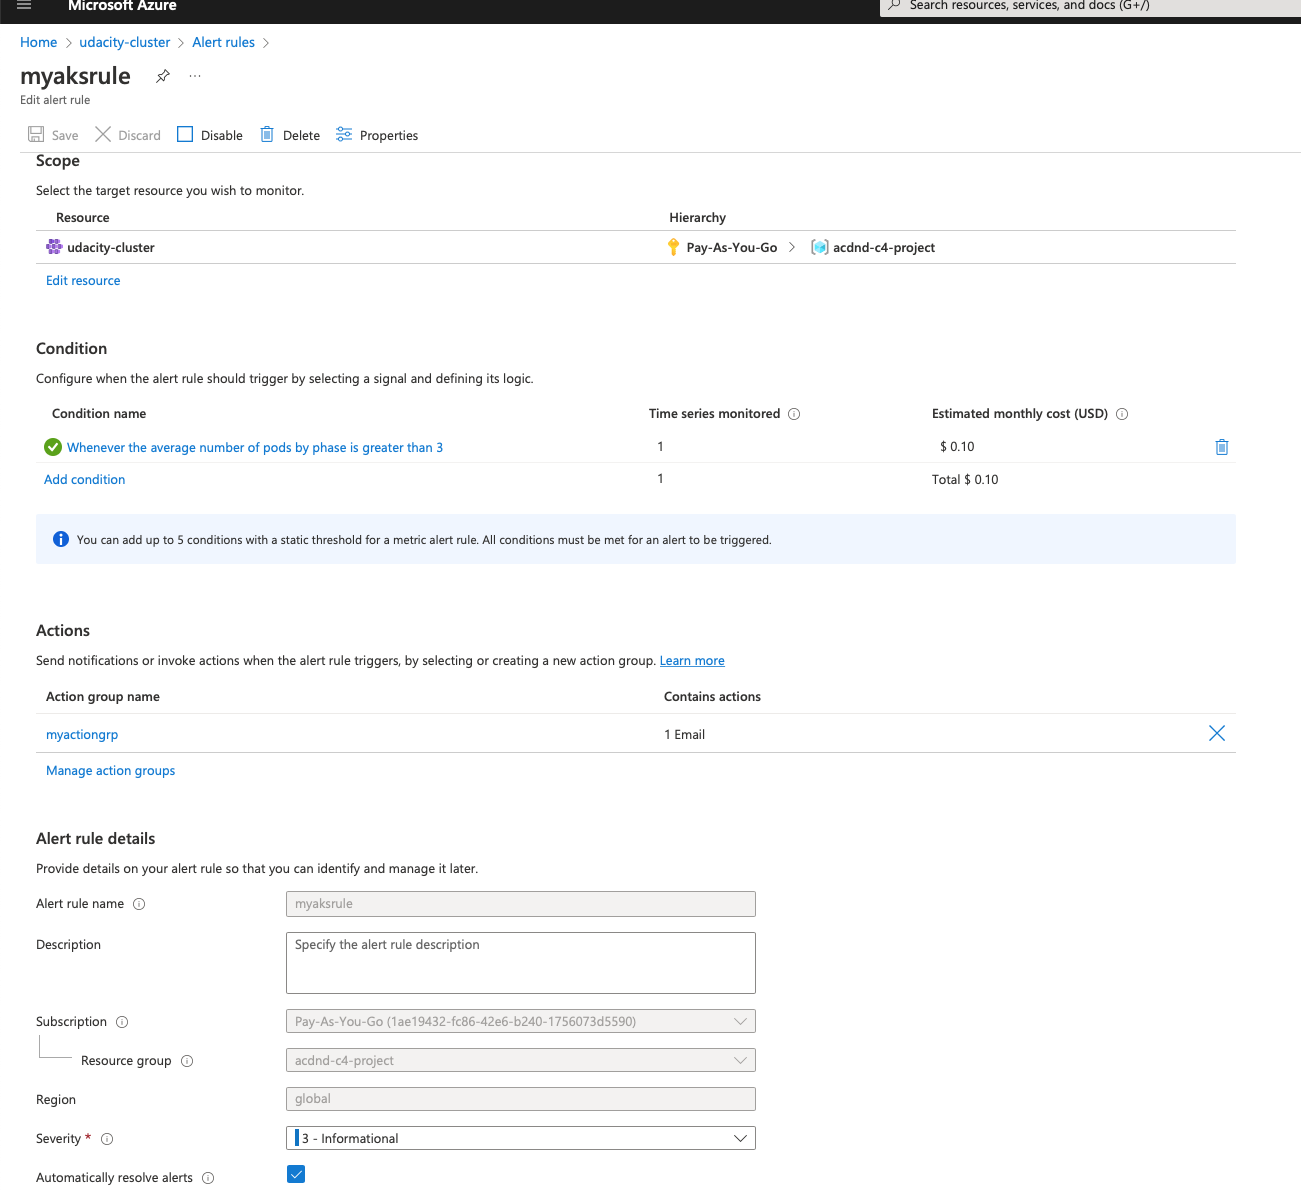 Microsoft Azure
Search resources, services, and docs (G+/)
Home > udacity-cluster > Alert rules >
myaksrule ...
Edit alert rule
Save Discard Disable Delete Properties
Scope
Select the target resource you wish to monitor.
Resource Hierarchy
udacity-cluster Pay-As-You-Go > acdnd-c4-project
Edit resource
Condition
Configure when the alert rule should trigger by selecting a signal and defining its logic.
Condition name Time series monitored Estimated monthly cost (USD)
Whenever the average number of pods by phase is greater than 3 1 $ 0.10
Add condition 1 Total $ 0.10
You can add up to 5 conditions with a static threshold for a metric alert rule. All conditions must be met for an alert to be triggered.
Actions
Send notifications or invoke actions when the alert rule triggers, by selecting or creating a new action group. Learn more
Action group name Contains actions
myactiongrp 1 Email
Manage action groups
Alert rule details
Provide details on your alert rule so that you can identify and manage it later.
Alert rule name myaksrule
Description Specify the alert rule description
Subscription Pay-As-You-Go (1ae19432-fc86-42e6-b240-1756073d5590)
Resource group acdnd-c4-project
Region global
Severity * 3 - Informational
Automatically resolve alerts